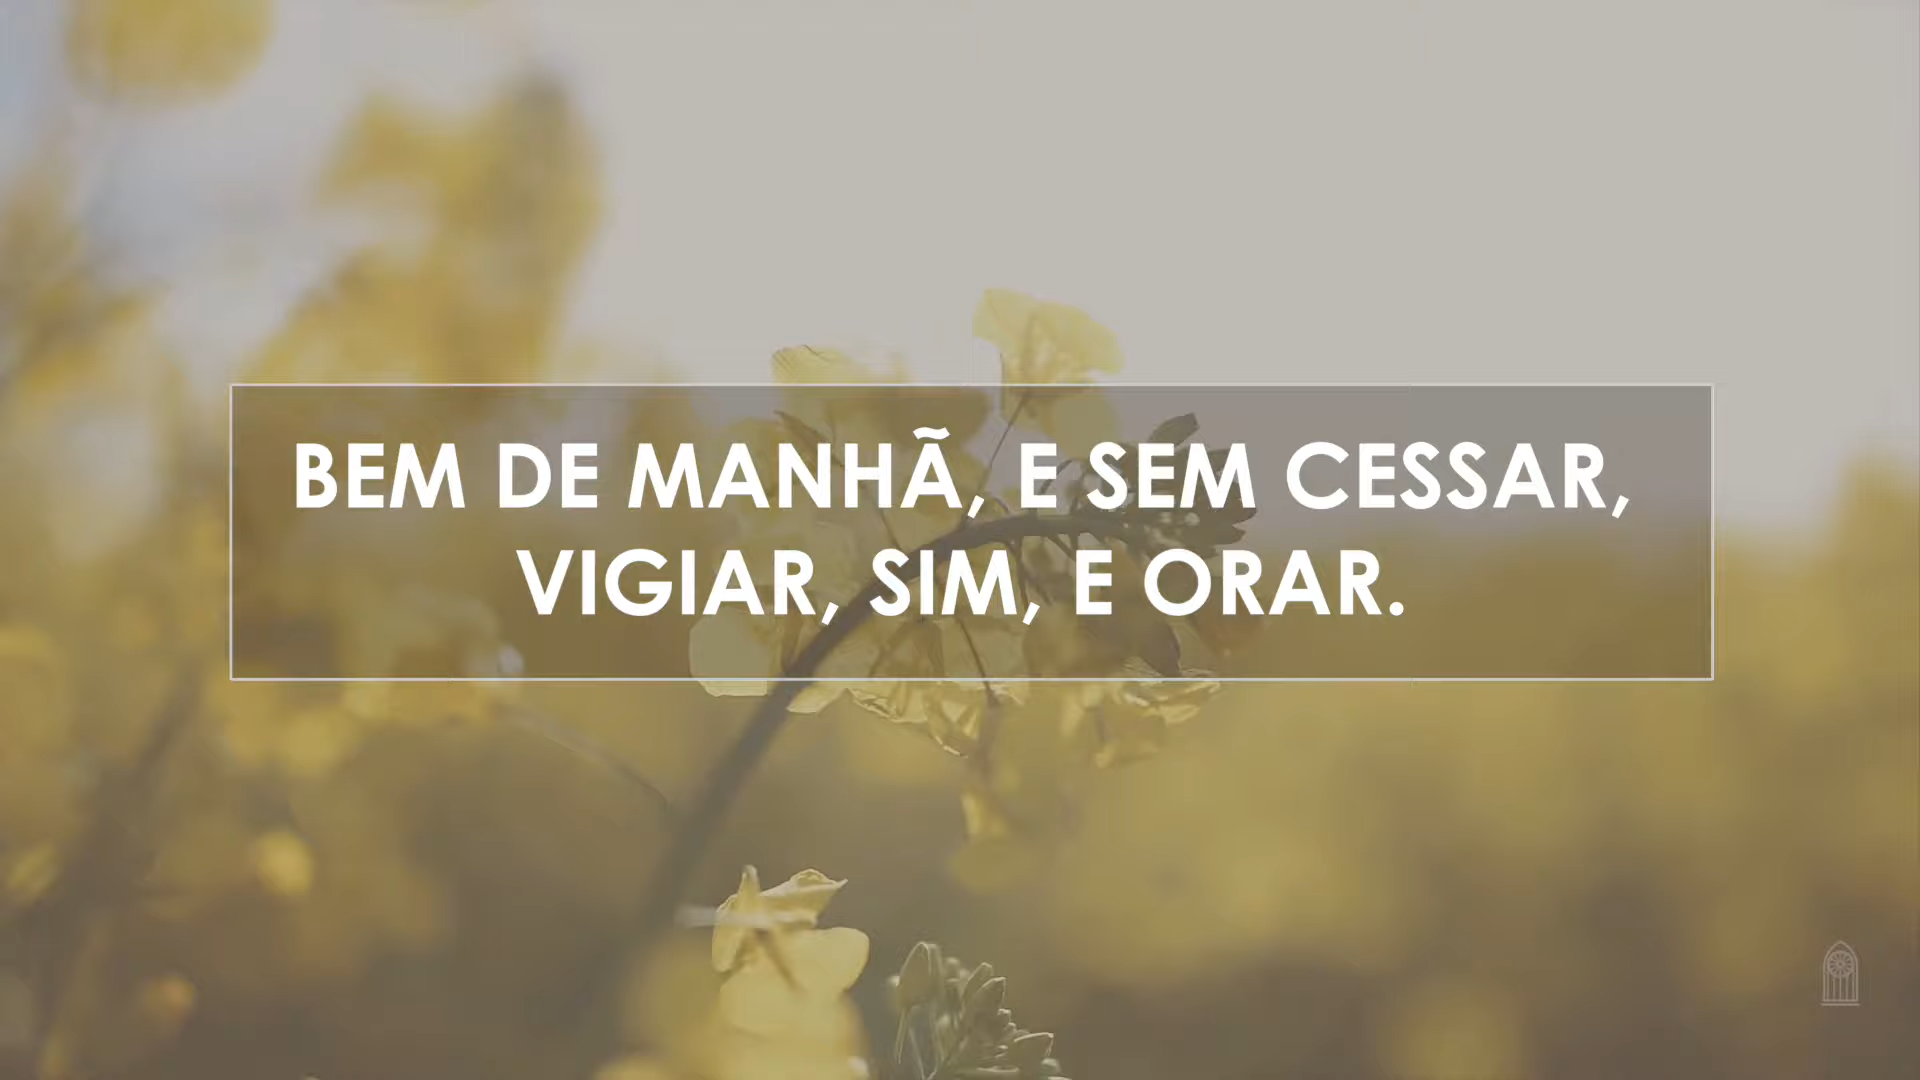 BEM DE MANHÃ, E SEM CESSAR,
VIGIAR, SIM, E ORAR.